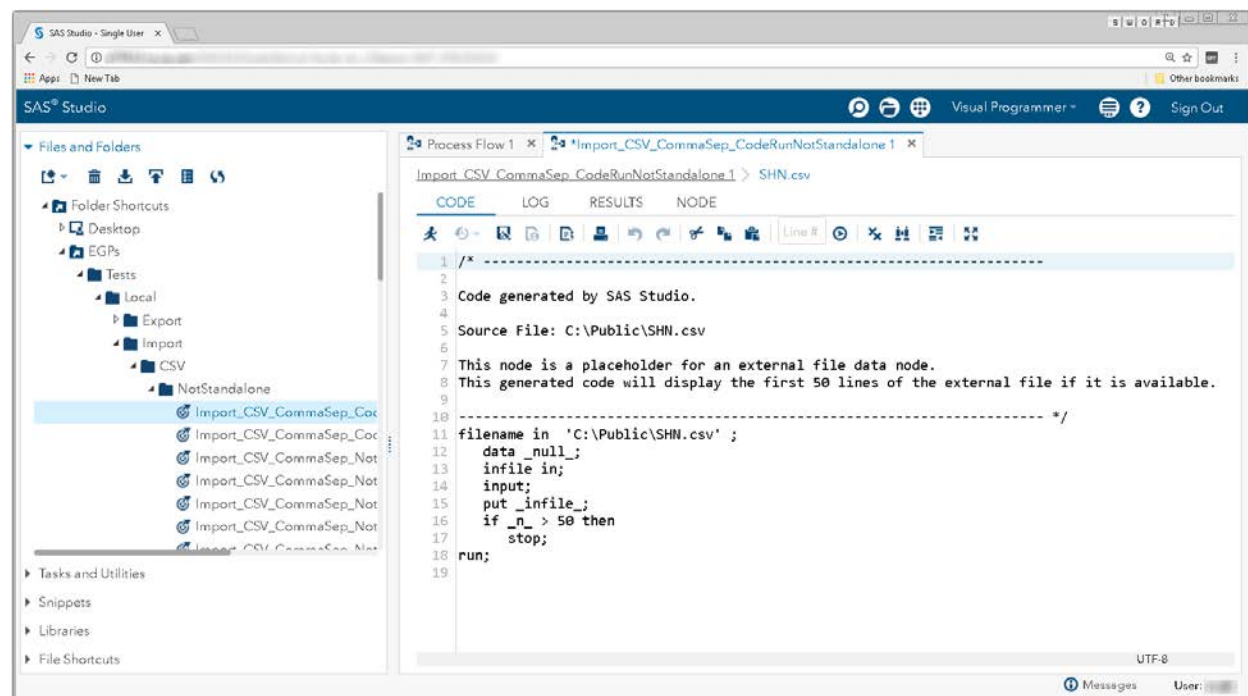 SAS Studio - Single User
Apps New Tab
Other bookmarks
SAS® Studio
Visual Programmer
Sign Out
Files and Folders
Folder Shortcuts
Desktop
EGPs
Tests
Local
Export
Import
CSV
NotStandalone
Import_CSV_CommaSep_Coc
Import_CSV_CommaSep_Coc
Import_CSV_CommaSep_Not
Import_CSV_CommaSep_Not
Import_CSV_CommaSep_Not
Import_CSV_CommaSep_Not
Import_CSV_CommaSep_Not
Tasks and Utilities
Snippets
Libraries
File Shortcuts
Process Flow 1
*Import_CSV_CommaSep_CodeRunNotStandalone 1
Import_CSV_CommaSep_CodeRunNotStandalone 1 > SHN.csv
CODE LOG RESULTS NODE
Line #
1 /* ---------------------------------------------------------------------
2
3 Code generated by SAS Studio.
4
5 Source File: C:\Public\SHN.csv
6
7 This node is a placeholder for an external file data node.
8 This generated code will display the first 50 lines of the external file if it is available.
9
10 --------------------------------------------------------------------- */
11 filename in 'C:\Public\SHN.csv' ;
12 data _null_;
13 infile in;
14 input;
15 put _infile_;
16 if _n_ > 50 then
17 stop;
18 run;
19
UTF-8
Messages User: